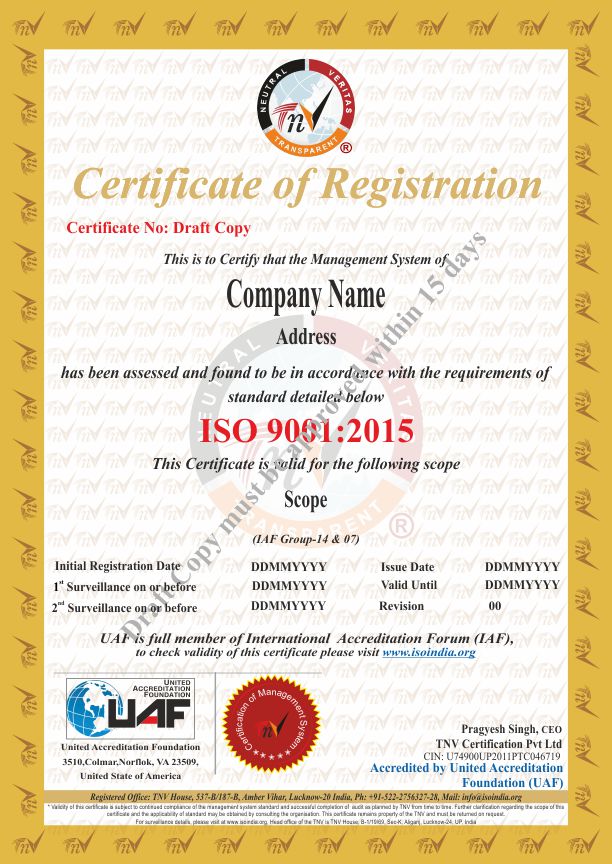 NEUTRAL VERITAS
TNV
TRANSPARENT
®
Certificate of Registration
Certificate No: Draft Copy
This is to Certify that the Management System of
Company Name
Address
has been assessed and found to be in accordance with the requirements of
standard detailed below
ISO 9001:2015
This Certificate is valid for the following scope
Scope
(IAF Group-14 & 07)
Initial Registration Date DDMMYYYY Issue Date DDMMYYYY
1st Surveillance on or before DDMMYYYY Valid Until DDMMYYYY
2nd Surveillance on or before DDMMYYYY Revision 00
Draft Copy must be approved within 15 days
UAF is full member of International Accreditation Forum (IAF),
to check validity of this certificate please visit www.isoindia.org
UNITED
ACCREDITATION
FOUNDATION
UAF
United Accreditation Foundation
3510,Colmar,Norflok, VA 23509,
United State of America
Certification of Management System
Pragyesh Singh, CEO
TNV Certification Pvt Ltd
CIN: U74900UP2011PTC046719
Accredited by United Accreditation
Foundation (UAF)
Registered Office: TNV House, 537-B/187-B, Amber Vihar, Lucknow-20 India, Ph: +91-522-2756327-28, Mail: info@isoindia.org
* Validity of this certificate is subject to continued compliance of the management system standard and successful completion of audit as planned by TNV from time to time. Further clarification regarding the scope of this
certificate and the applicability of standard may be obtained by consulting the organisation. This certificate remains property of the TNV and must be returned on request.
For surveillance details, please visit at www.isoindia.org, Head office of the TNV is TNV House, B-1/19/69, Sec-K, Aliganj, Lucknow-24, UP, India